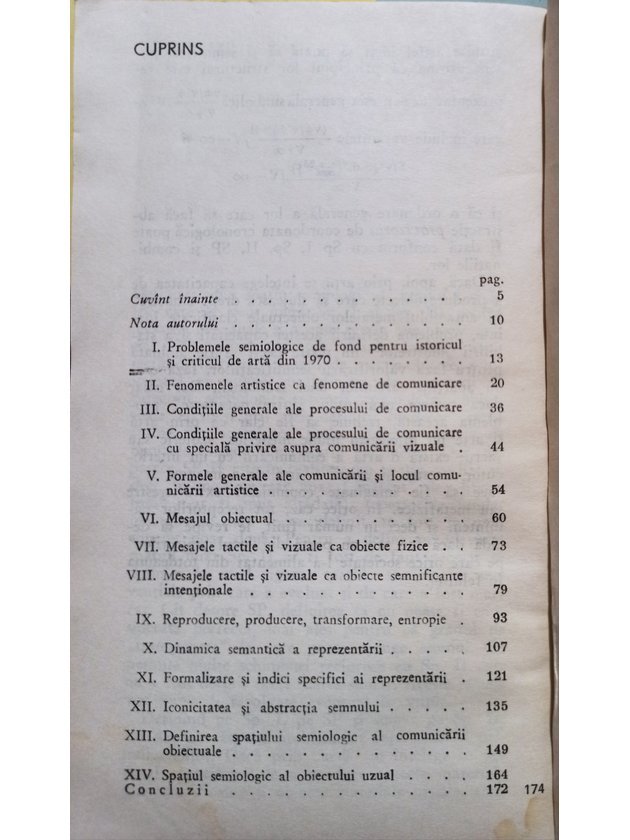 CUPRINS
pag.
Cuvînt înainte . . . . . . . . . . . . . . 5
Nota autorului . . . . . . . . . . . . . . 10
I. Problemele semiologice de fond pentru istoricul
și criticul de artă din 1970 . . . . . . . . 13
II. Fenomenele artistice ca fenomene de comunicare 20
III. Condițiile generale ale procesului de comunicare 36
IV. Condițiile generale ale procesului de comunicare
cu specială privire asupra comunicării vizuale . 44
V. Formele generale ale comunicării și locul comu-
nicării artistice . . . . . . . . . . . . 54
VI. Mesajul obiectual . . . . . . . . . . . 60
VII. Mesajele tactile și vizuale ca obiecte fizice . . 73
VIII. Mesajele tactile și vizuale ca obiecte semnificante
intenționale . . . . . . . . . . . . 79
IX. Reproducere, producere, transformare, entropie . 93
X. Dinamica semantică a reprezentării . . . . . 107
XI. Formalizare și indici specifici ai reprezentării . 121
XII. Iconicitatea și abstracția semnului . . . . . 135
XIII. Definirea spațiului semiologic al comunicării
obiectuale . . . . . . . . . . . . . 149
XIV. Spațiul semiologic al obiectului uzual . . . . 164
Concluzii . . . . . . . . . . . . . 172 174